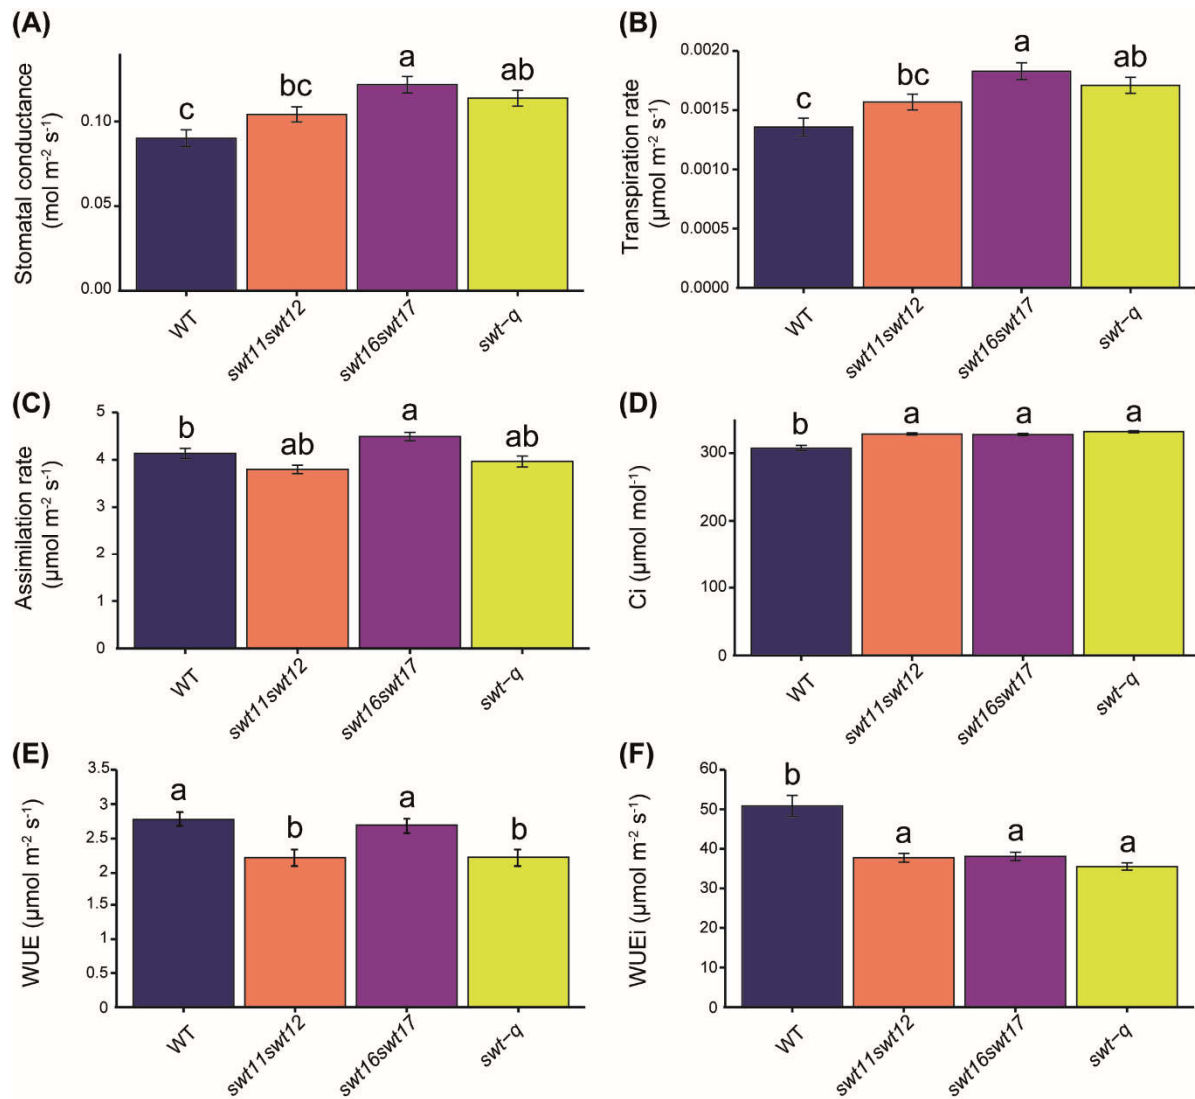 (A)
Stomatal conductance
(mol m⁻² s⁻¹)
0.10
0.05
0.00
c
bc
a
ab
WT
swt11swt12
swt16swt17
swt-q
(B)
Transpiration rate
(µmol m⁻² s⁻¹)
0.0020
0.0015
0.0010
0.0005
0.0000
c
bc
a
ab
WT
swt11swt12
swt16swt17
swt-q
(C)
Assimilation rate
(µmol m⁻² s⁻¹)
5
4
3
2
1
0
b
ab
a
ab
WT
swt11swt12
swt16swt17
swt-q
(D)
Ci (µmol mol⁻¹)
300
200
100
0
b
a
a
a
WT
swt11swt12
swt16swt17
swt-q
(E)
WUE (µmol m⁻² s⁻¹)
3.5
3
2.5
2
1.5
1
0.5
0
a
b
a
b
WT
swt11swt12
swt16swt17
swt-q
(F)
WUEi (µmol m⁻² s⁻¹)
60
50
40
30
20
10
0
b
a
a
a
WT
swt11swt12
swt16swt17
swt-q